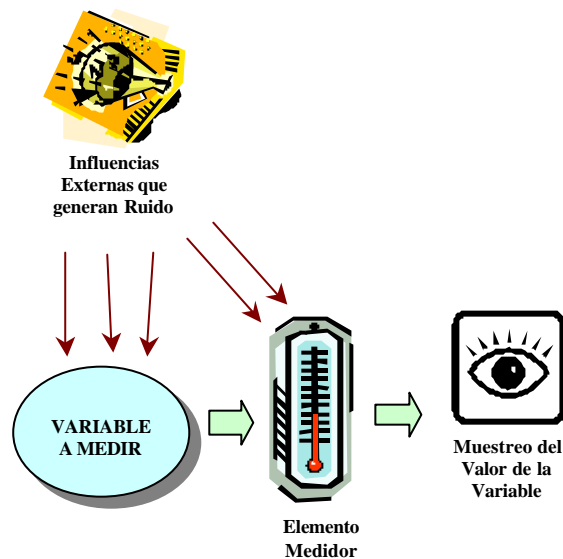 Influencias
Externas que
generan Ruido
VARIABLE
A MEDIR
Elemento
Medidor
Muestreo del
Valor de la
Variable